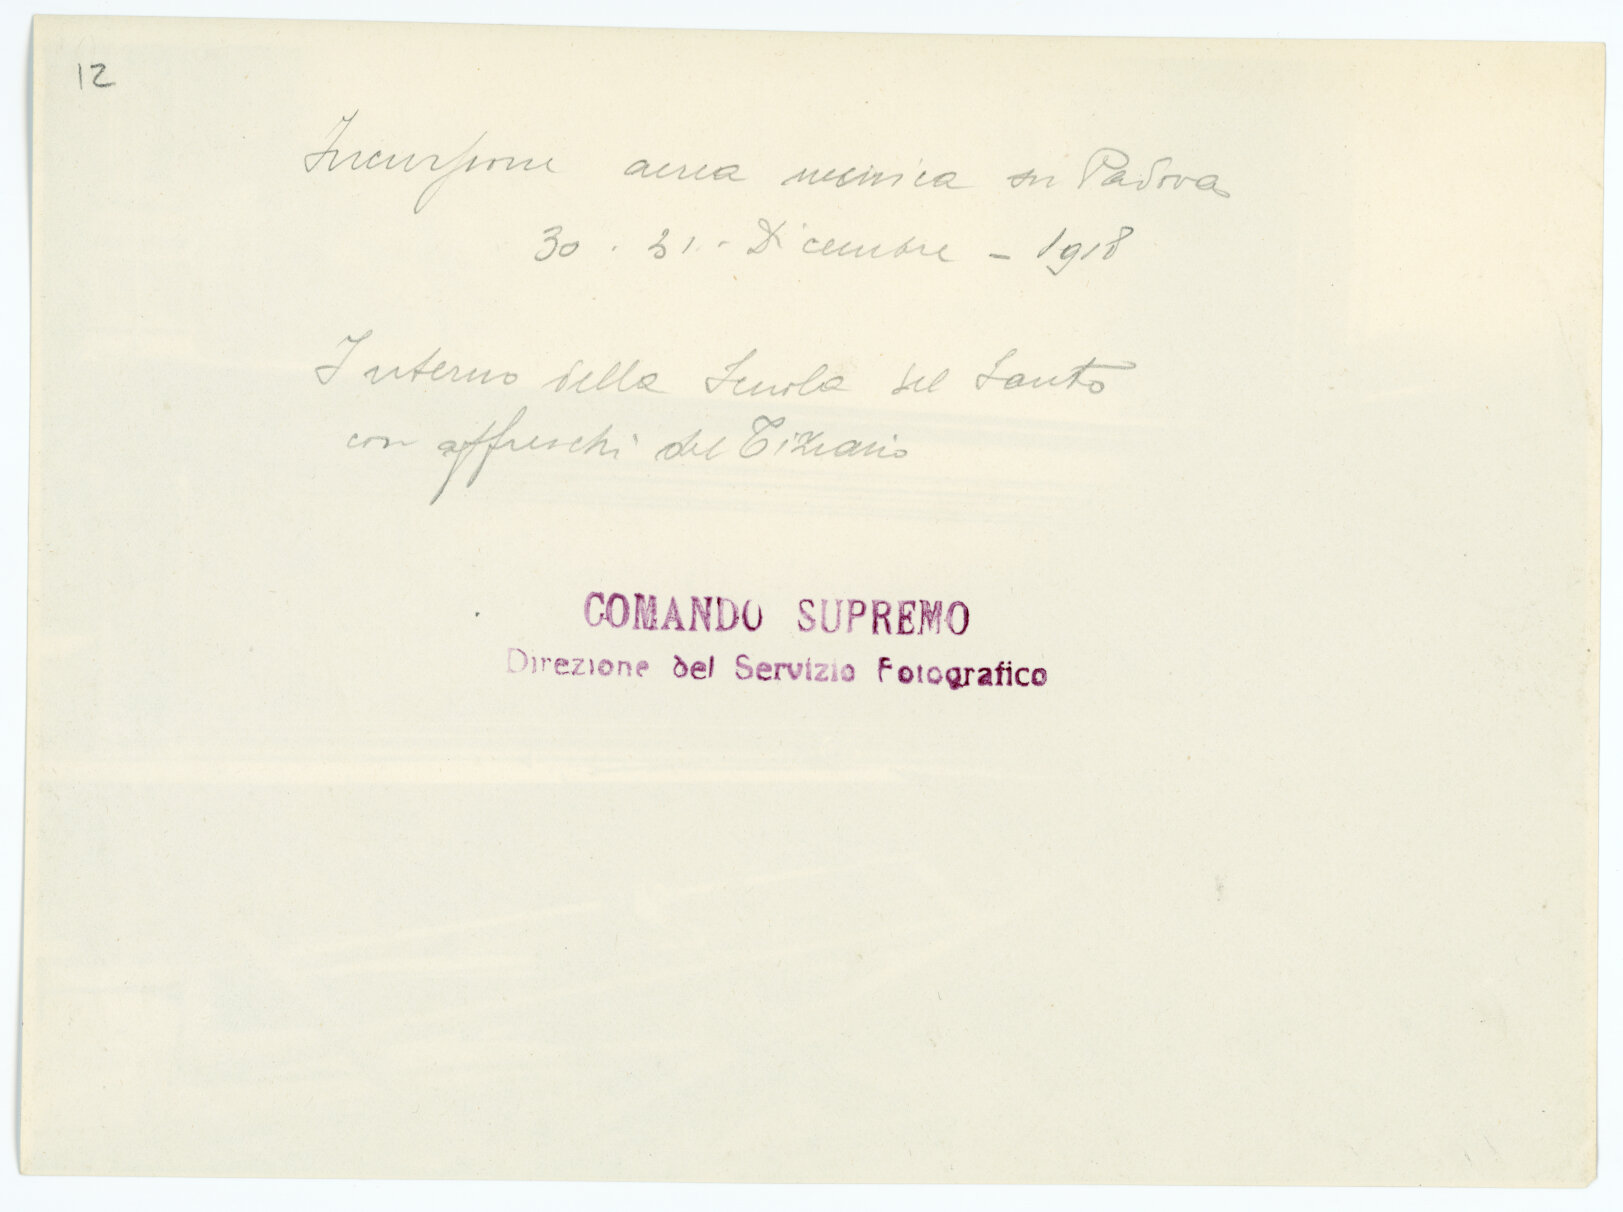 12
Incursione aerea nemica su Padova
30 . 31 . Dicembre - 1918
Interno della Scuola del Santo
con affreschi del Tiziano
COMANDO SUPREMO
Direzione del Servizio Fotografico